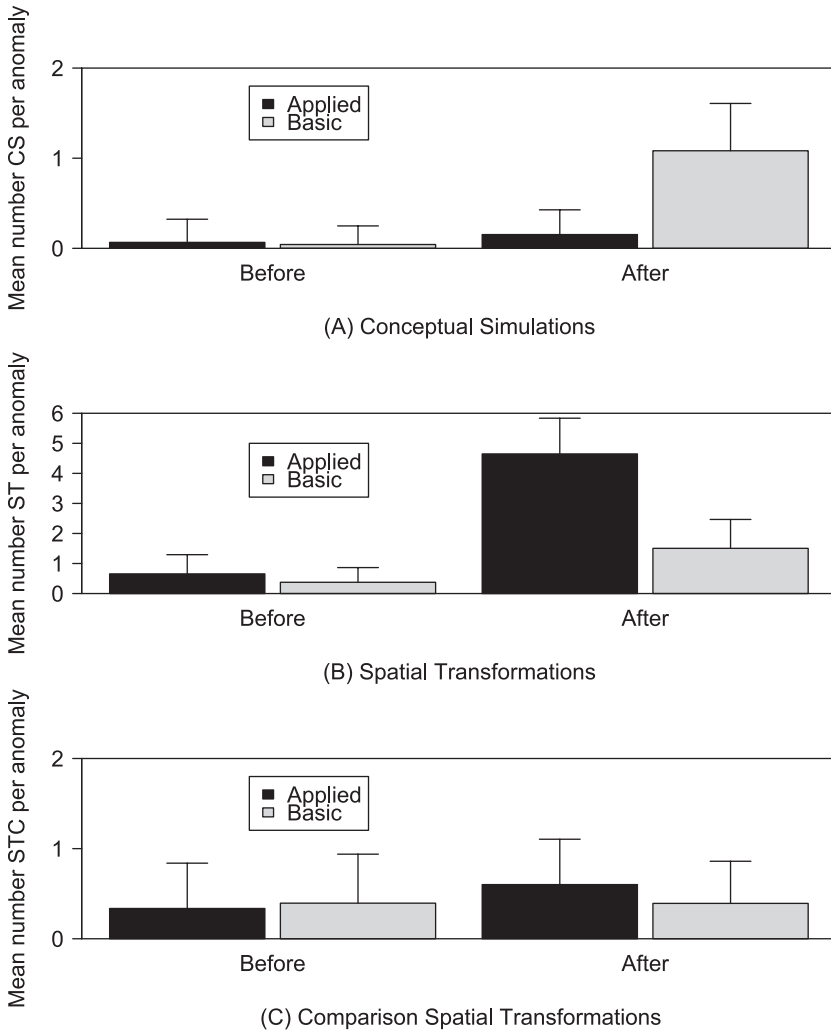 Mean number CS per anomaly
2
1
0
Applied
Basic
Before
After
(A) Conceptual Simulations
Mean number ST per anomaly
6
5
4
3
2
1
0
Applied
Basic
Before
After
(B) Spatial Transformations
Mean number STC per anomaly
2
1
0
Applied
Basic
Before
After
(C) Comparison Spatial Transformations